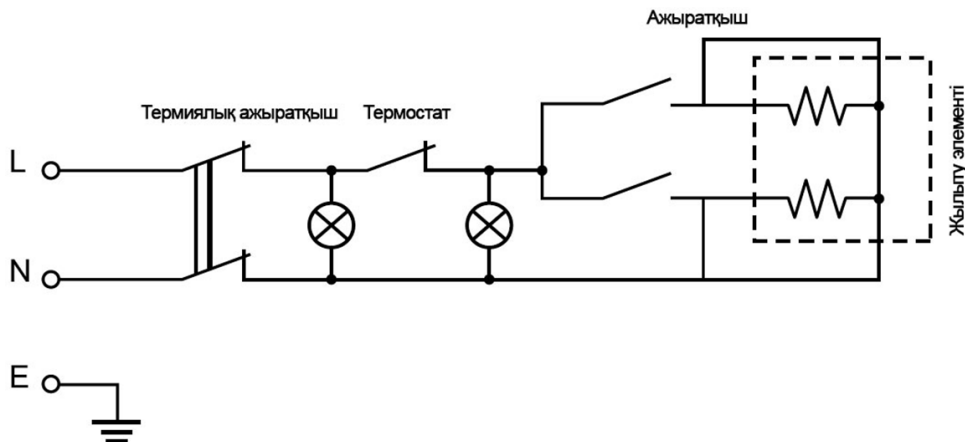 Ажыратқыш
Термиялық ажыратқыш
Термостат
L
N
E
Жылыту элементі